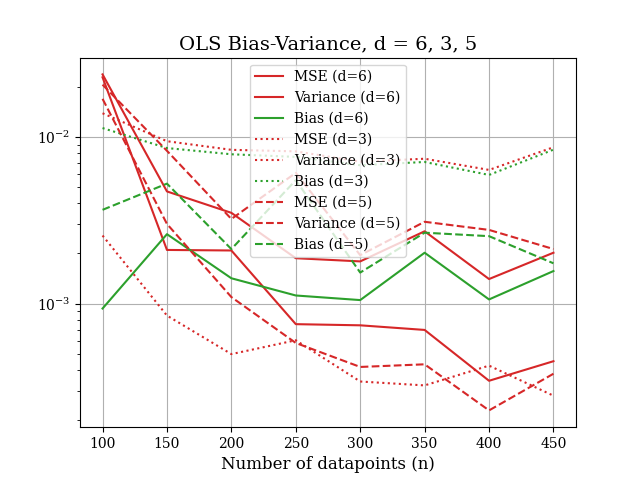 OLS Bias-Variance, d = 6, 3, 5
MSE (d=6)
Variance (d=6)
Bias (d=6)
MSE (d=3)
Variance (d=3)
Bias (d=3)
MSE (d=5)
Variance (d=5)
Bias (d=5)
10⁻²
10⁻³
100 150 200 250 300 350 400 450
Number of datapoints (n)